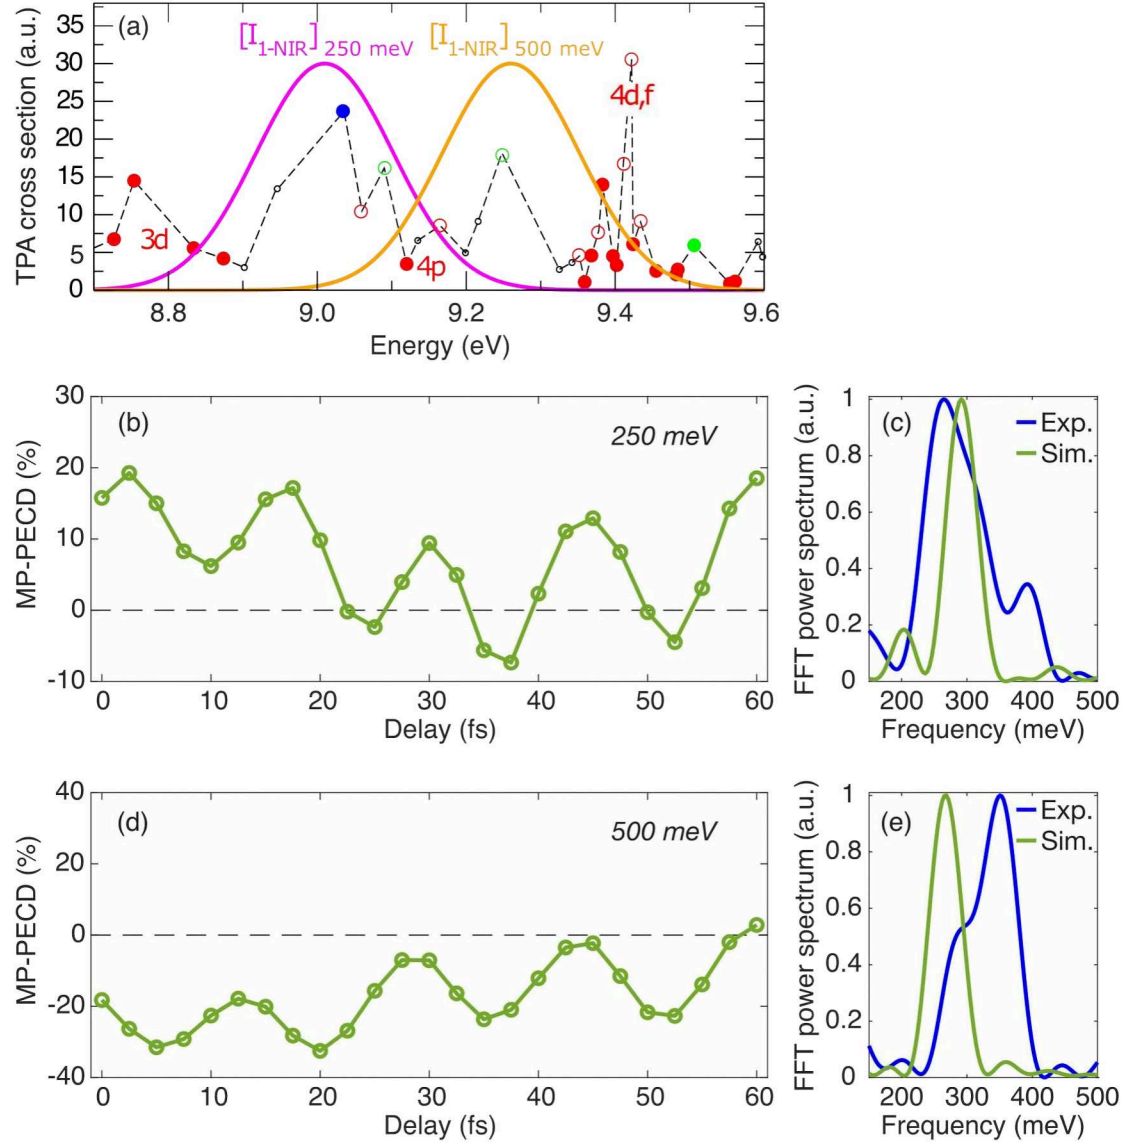 (a)
[I1-NIR] 250 meV
[I1-NIR] 500 meV
TPA cross section (a.u.)
35
30
25
20
15
10
5
0
3d
4p
4d,f
8.8
9.0
9.2
9.4
9.6
Energy (eV)
(b)
250 meV
MP-PECD (%)
30
20
10
0
-10
0
10
20
30
40
50
60
Delay (fs)
(c)
Exp.
Sim.
FFT power spectrum (a.u.)
1
0.8
0.6
0.4
0.2
0
200
300
400
500
Frequency (meV)
(d)
500 meV
MP-PECD (%)
40
20
0
-20
-40
0
10
20
30
40
50
60
Delay (fs)
(e)
Exp.
Sim.
FFT power spectrum (a.u.)
1
0.8
0.6
0.4
0.2
0
200
300
400
500
Frequency (meV)